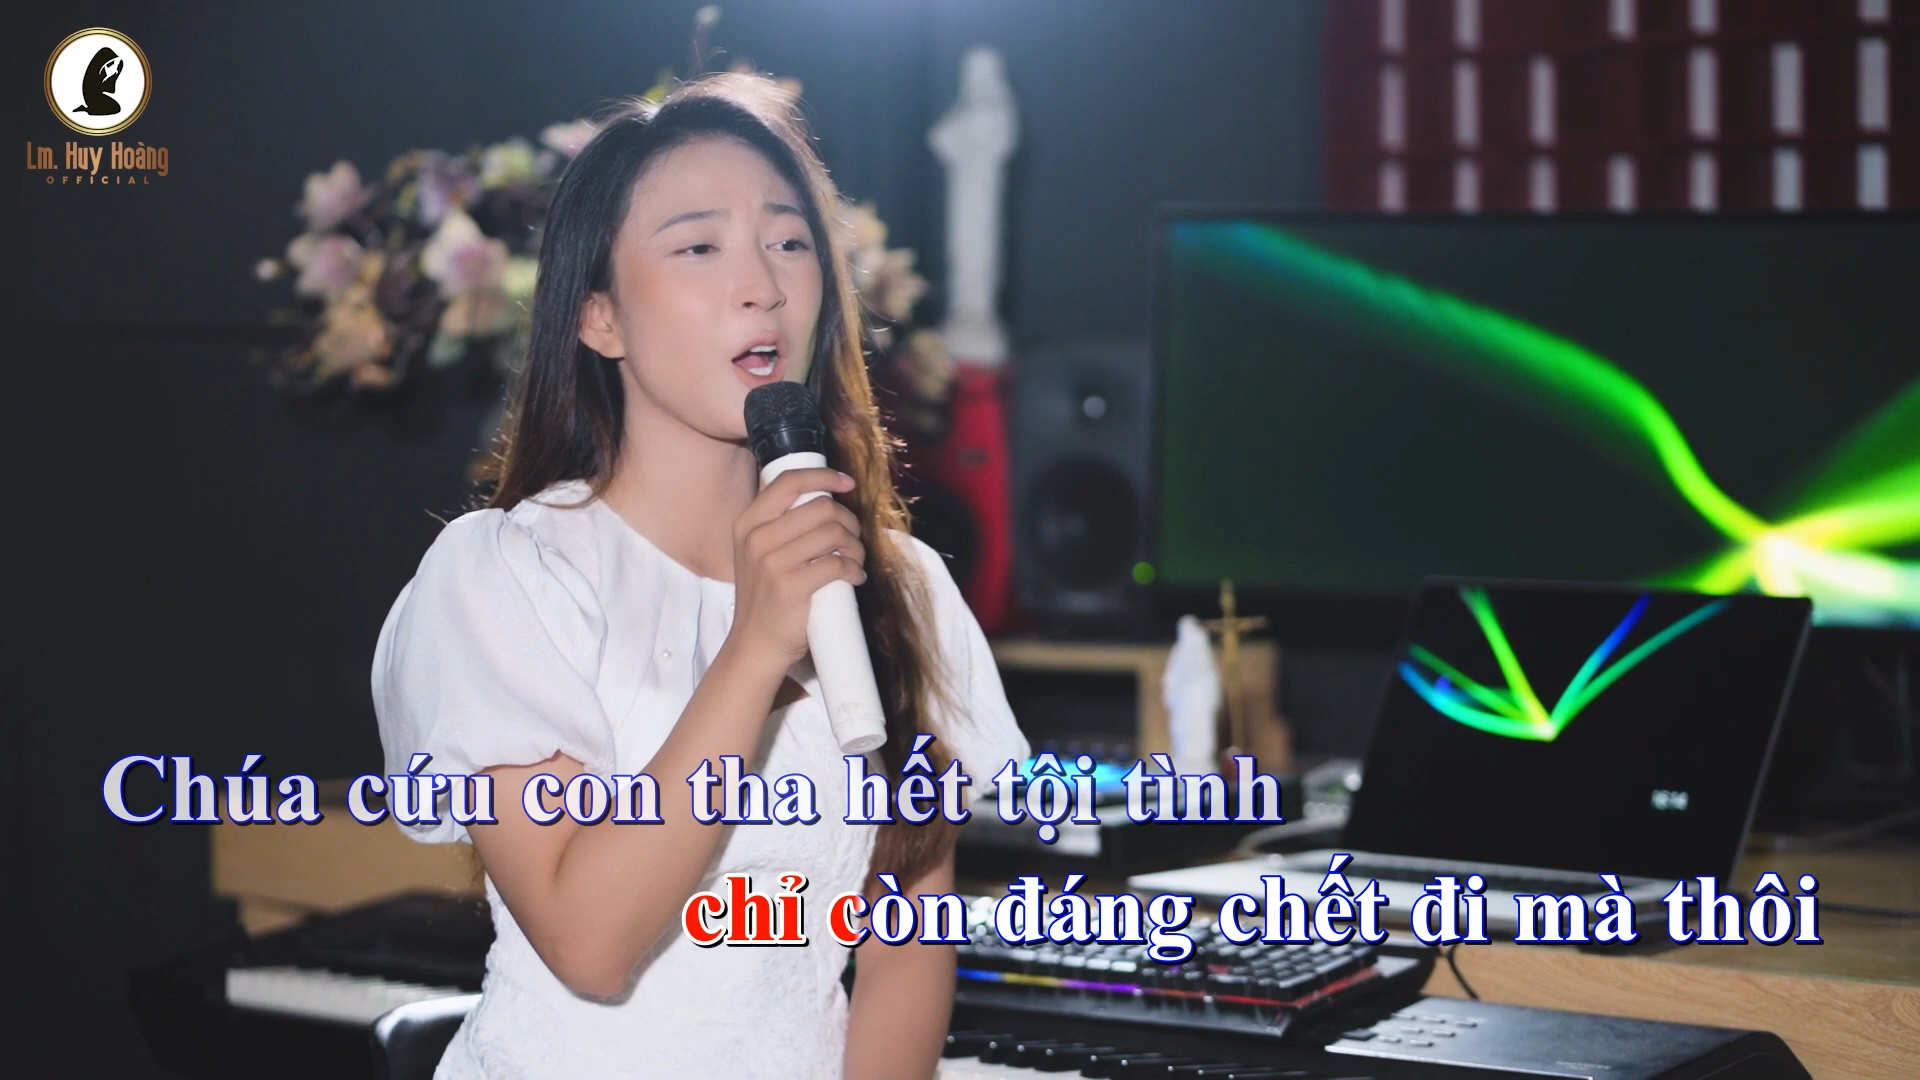 Lm. Huy Hoàng
OFFICIAL
Chúa cứu con tha hết tội tình
chỉ còn đáng chết đi mà thôi